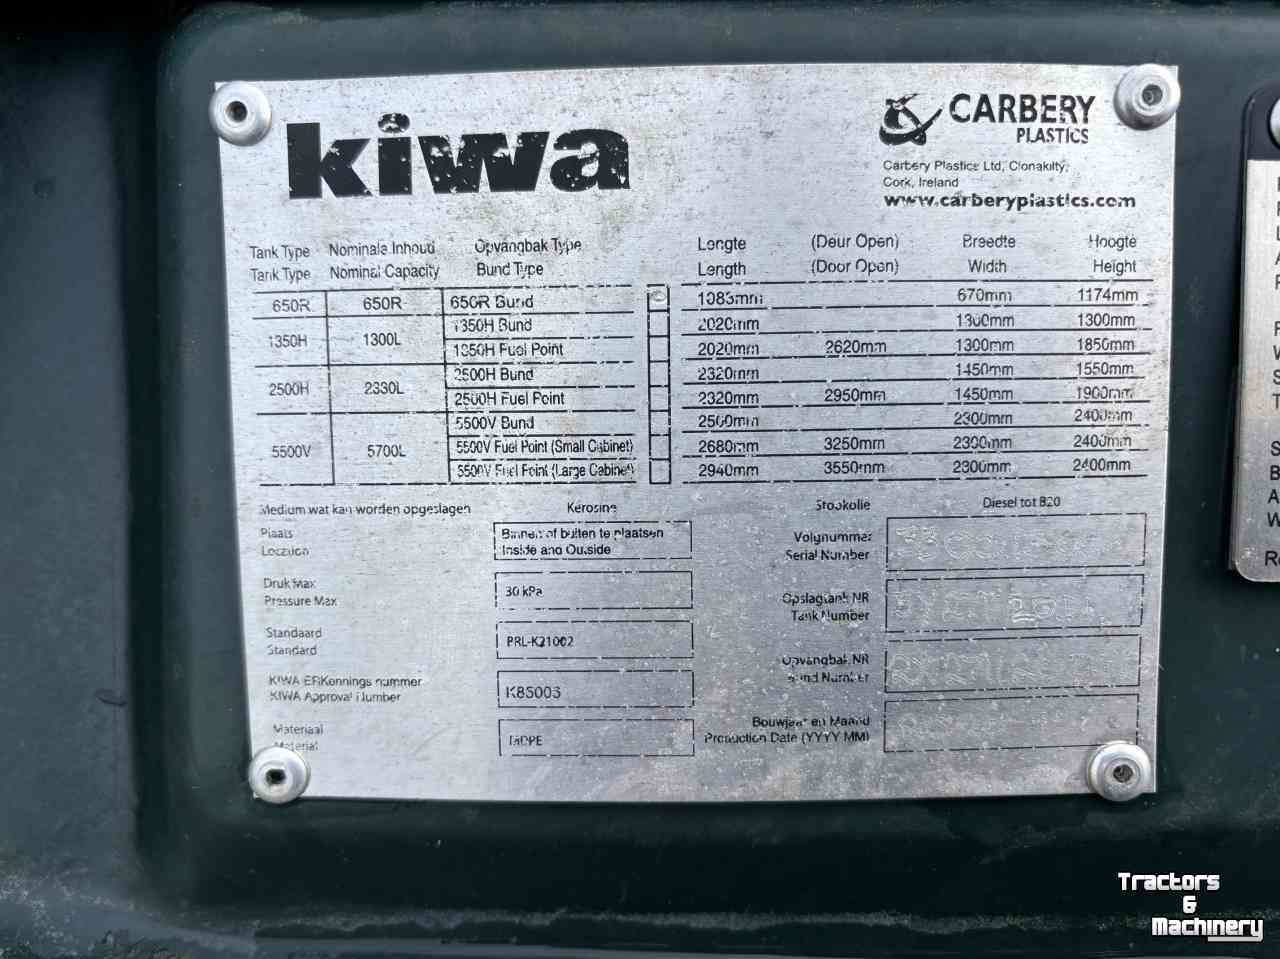 kiwa
CARBERY
PLASTICS
Carbery Plastics Ltd, Clonakilty,
Cork, Ireland
www.carberyplastics.com
Tank Type Nominale Inhoud Opvangbak Type Lengte (Deur Open) Breedte Hoogte
Tank Type Nominal Capacity Bund Type Length (Door Open) Width Height
650R 650R 650R Bund 1083mm 670mm 1174mm
1350H 1300L 1350H Bund 2020mm 1300mm 1300mm
1350H Fuel Point 2020mm 2620mm 1300mm 1850mm
2500H 2330L 2500H Bund 2320mm 1450mm 1550mm
2500H Fuel Point 2320mm 2950mm 1450mm 1900mm
5500V 5700L 5500V Bund 2500mm 2300mm 2400mm
5500V Fuel Point (Small Cabinet) 2680mm 3250mm 2300mm 2400mm
5500V Fuel Point (Large Cabinet) 2940mm 3550mm 2300mm 2400mm
Medium wat kan worden opgeslagen Kerosine Stookolie Diesel tot B20
Plaats Binnen of buiten te plaatsen
Location Inside and Outside
Druk Max
Pressure Max 30 kPa
Standaard
Standard PRL-K21002
KIWA Erkennings nummer
KIWA Approval Number K85003
Materiaal
Material
Volgnummer
Serial Number
Opslagtank NR
Tank Number
Opvangbak NR
Bund Number
Bouwjaar en Maand
Production Date (YYYY MM)
Tractors
&
Machinery